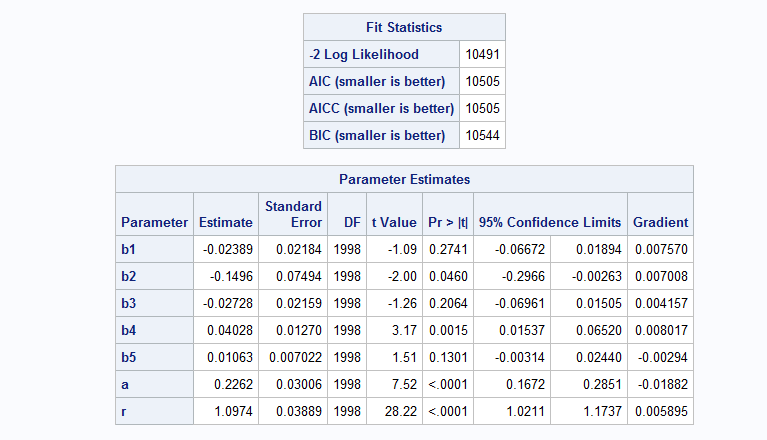 Fit Statistics
-2 Log Likelihood 10491
AIC (smaller is better) 10505
AICC (smaller is better) 10505
BIC (smaller is better) 10544
Parameter Estimates
Parameter Estimate Standard Error DF t Value Pr > |t| 95% Confidence Limits Gradient
b1 -0.02389 0.02184 1998 -1.09 0.2741 -0.06672 0.01894 0.007570
b2 -0.1496 0.07494 1998 -2.00 0.0460 -0.2966 -0.00263 0.007008
b3 -0.02728 0.02159 1998 -1.26 0.2064 -0.06961 0.01505 0.004157
b4 0.04028 0.01270 1998 3.17 0.0015 0.01537 0.06520 0.008017
b5 0.01063 0.007022 1998 1.51 0.1301 -0.00314 0.02440 -0.00294
a 0.2262 0.03006 1998 7.52 <.0001 0.1672 0.2851 -0.01882
r 1.0974 0.03889 1998 28.22 <.0001 1.0211 1.1737 0.005895